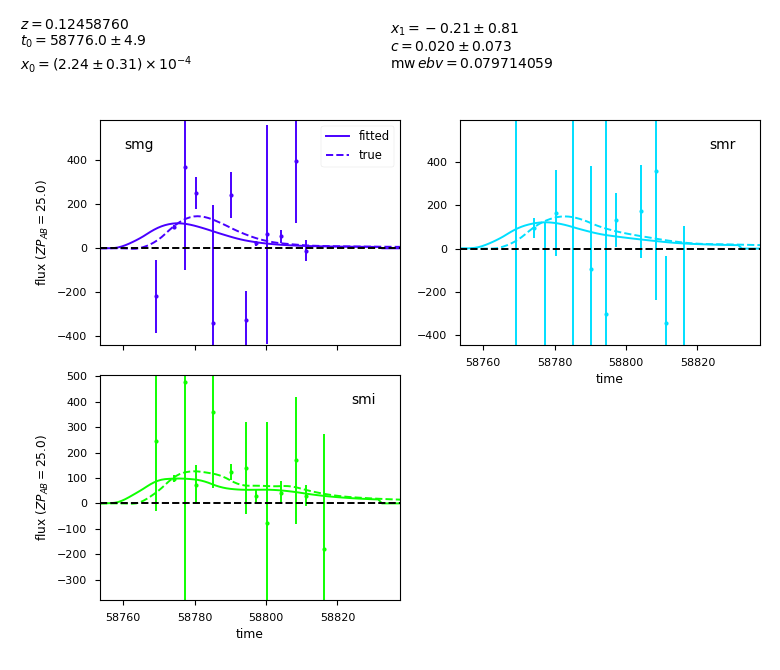 z = 0.12458760
t₀ = 58776.0 ± 4.9
x₀ = (2.24 ± 0.31) × 10⁻⁴
x₁ = −0.21 ± 0.81
c = 0.020 ± 0.073
mw ebv = 0.079714059
smg
fitted
true
flux (ZP_AB = 25.0)
400
200
0
−200
−400
smr
400
200
0
−200
−400
58760
58780
58800
58820
time
smi
flux (ZP_AB = 25.0)
500
400
300
200
100
0
−100
−200
−300
58760
58780
58800
58820
time